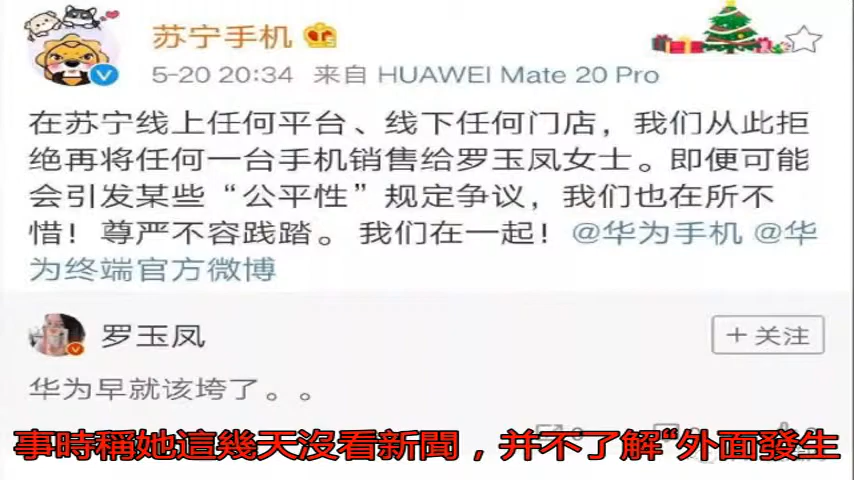 苏宁手机
5-20 20:34 来自 HUAWEI Mate 20 Pro
在苏宁线上任何平台、线下任何门店，我们从此拒
绝再将任何一台手机销售给罗玉凤女士。即便可能
会引发某些“公平性”规定争议，我们也在所不
惜！尊严不容践踏。我们在一起！@华为手机 @华
为终端官方微博
罗玉凤
+ 关注
华为早就该垮了。。
事時稱她這幾天沒看新聞，并不了解“外面發生